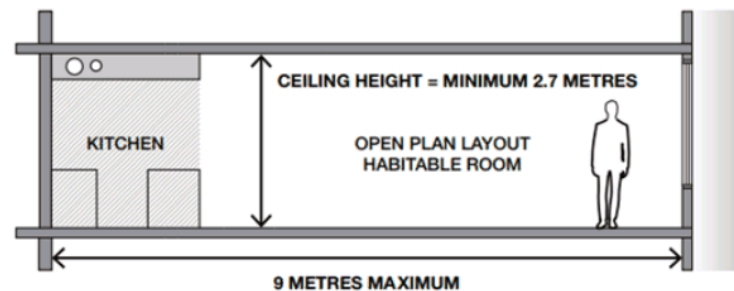 CEILING HEIGHT = MINIMUM 2.7 METRES
KITCHEN
OPEN PLAN LAYOUT
HABITABLE ROOM
9 METRES MAXIMUM